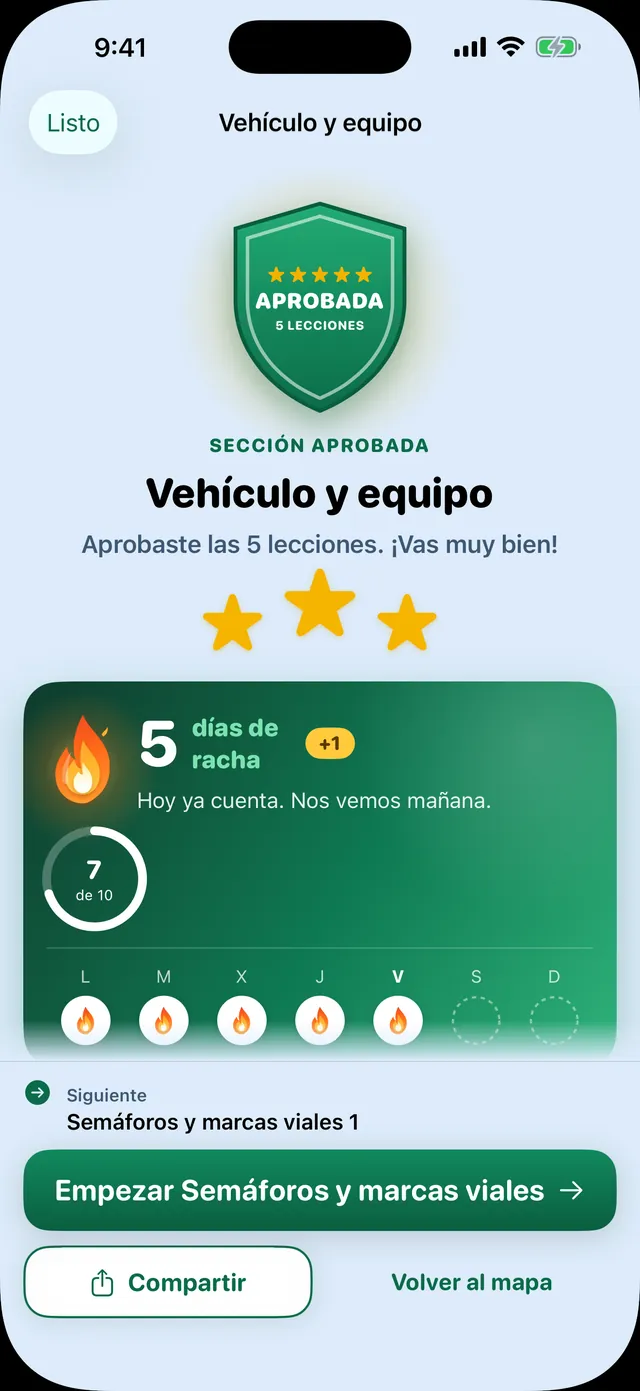 9:41
Listo
Vehículo y equipo
APROBADA
5 LECCIONES
SECCIÓN APROBADA
Vehículo y equipo
Aprobaste las 5 lecciones. ¡Vas muy bien!
5 días de
racha
+1
Hoy ya cuenta. Nos vemos mañana.
7
de 10
L M X J V S D
Siguiente
Semáforos y marcas viales 1
Empezar Semáforos y marcas viales →
Compartir
Volver al mapa